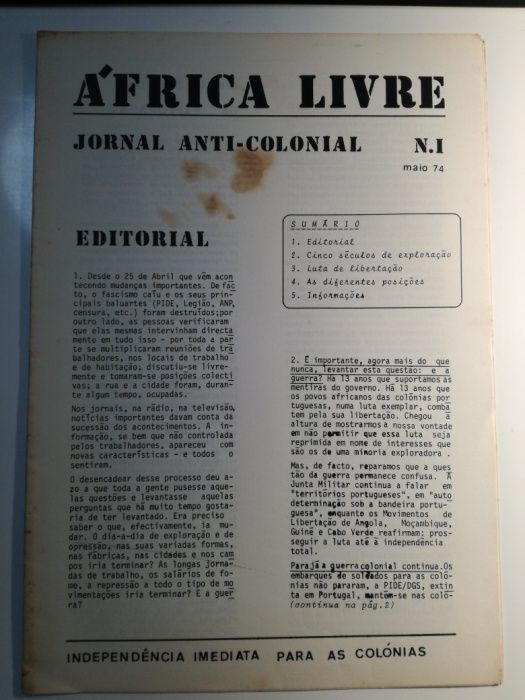 ÁFRICA LIVRE
JORNAL ANTI-COLONIAL N.I
maio 74
EDITORIAL
1. Desde o 25 de Abril que vêm acon
tecendo mudanças importantes. De fac
to, o fascismo caíu e os seus prin-
cipais baluartes (PIDE, Legião, ANP,
censura, etc.) foram destruídos;por
outro lado, as pessoas verificaram
que elas mesmas intervinham directa
mente em tudo isso - por toda a par
te se multiplicaram reuniões de tra
balhadores, nos locais de trabalho
e de habitação; discutiu-se livre-
mente e tomaram-se posições colecti
vas; a rua e a cidade foram, duran-
te algum tempo, ocupadas.
Nos jornais, na rádio, na televisão,
notícias importantes davam conta da
sucessão dos acontecimentos. A in-
formação, se bem que não controlada
pelos trabalhadores, apareceu com
novas características - e todos o
sentiram.
O desencadear desse processo deu a-
zo a que toda a gente pusesse aque-
las questões e levantasse aquelas
perguntas que há muito tempo gosta-
ria de ter levantado. Era preciso
saber o que, efectivamente, ia mu-
dar. O dia-a-dia de exploração e de
opressão, nas suas variadas formas,
nas fábricas, nas cidades e nos cam
pos iria terminar? As longas jorna-
das de trabalho, os salários de fo-
me, a repressão a todo o tipo de mo
vimentações iria terminar? E a guer
ra?
SUMÁRIO
1. Editorial
2. Cinco séculos de exploração
3. Luta de libertação
4. As diferentes posições
5. Informações
2. É importante, agora mais do que
nunca, levantar esta questão: e a
guerra? Há 13 anos que suportamos as
mentiras do governo. Há 13 anos que
os povos africanos das colónias por
tuguesas, numa luta exemplar, comba
tem pela sua libertação. Chegou a
altura de mostrarmos a nossa vontade
em não permitir que essa luta seja
reprimida em nome de interesses que
são os de uma minoria exploradora .
Mas, de facto, reparamos que a ques
tão da guerra permanece confusa. A
Junta Militar continua a falar em
"territórios portugueses", em "auto
determinação sob a bandeira portu-
guesa", enquanto os Movimentos de
Libertação de Angola, Moçambique,
Guiné e Cabo Verde reafirmam: pros-
seguir a luta até à independência
total.
Para já a guerra colonial continua.Os
embarques de soldados para as coló-
nias não pararam, a PIDE/DGS, extin
ta em Portugal, mantém-se nas coló-
(continua na pág.2)
INDEPENDÊNCIA IMEDIATA PARA AS COLÓNIAS